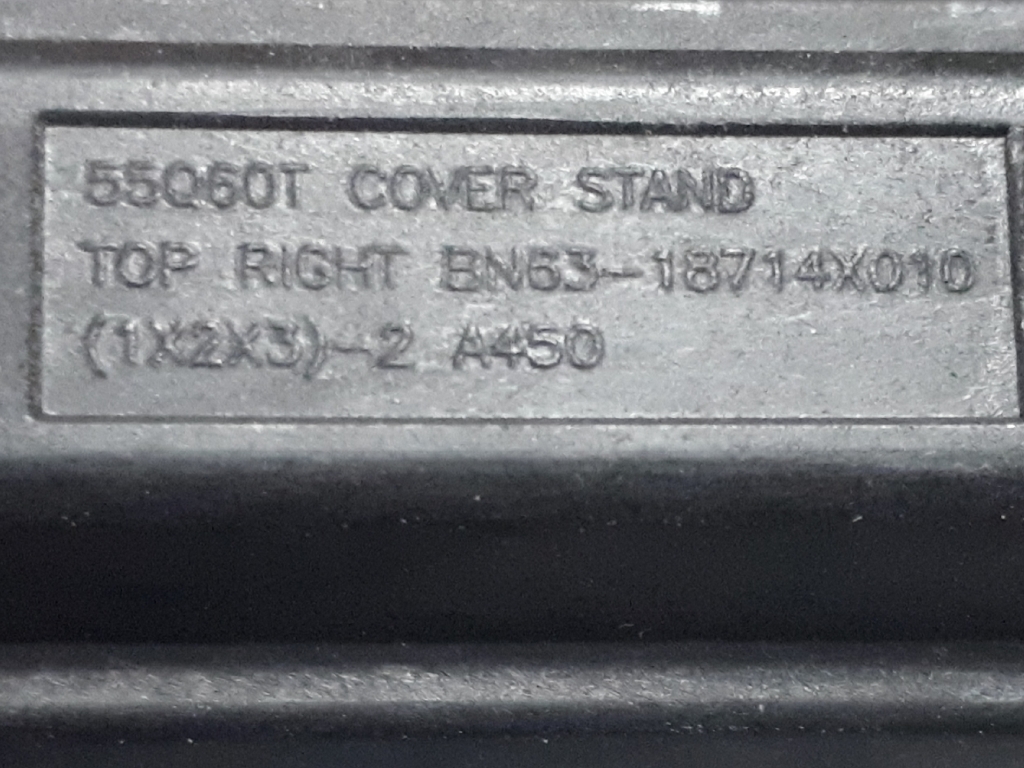 55Q60T COVER STAND
TOP RIGHT BN63-18714X010
(1X2X3)-2 A450